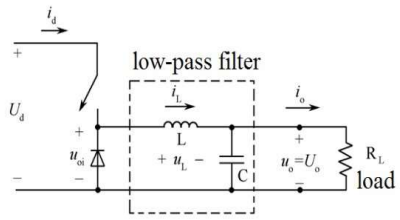 i_d
low-pass filter
+
i_L
i_o
U_d
+
L
+
u_oi
+ u_L −
C
u_o=U_o
R_L
load
−
−
−